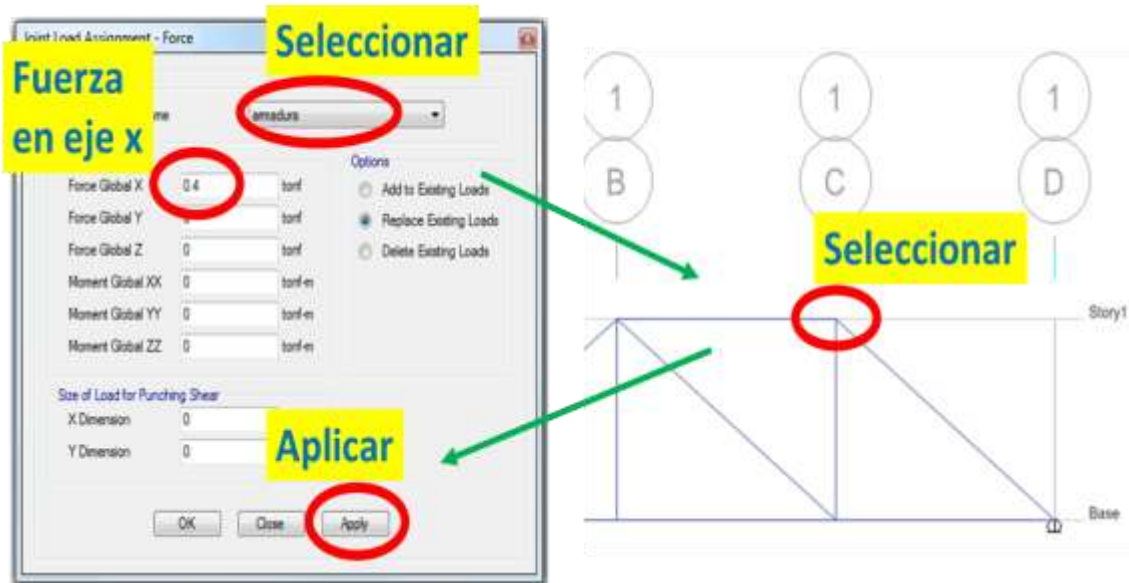 Joint Load Assignment - Force
Seleccionar
Fuerza
en eje x
armadura
Force Global X 0.4 tonf
Force Global Y tonf
Force Global Z 0 tonf
Moment Global XX 0 tonf-m
Moment Global YY 0 tonf-m
Moment Global ZZ 0 tonf-m
Options
Add to Existing Loads
Replace Existing Loads
Delete Existing Loads
Size of Load for Punching Shear
X Dimension 0
Y Dimension 0
Aplicar
OK Close Apply
1 1 1
B C D
Seleccionar
Story1
Base